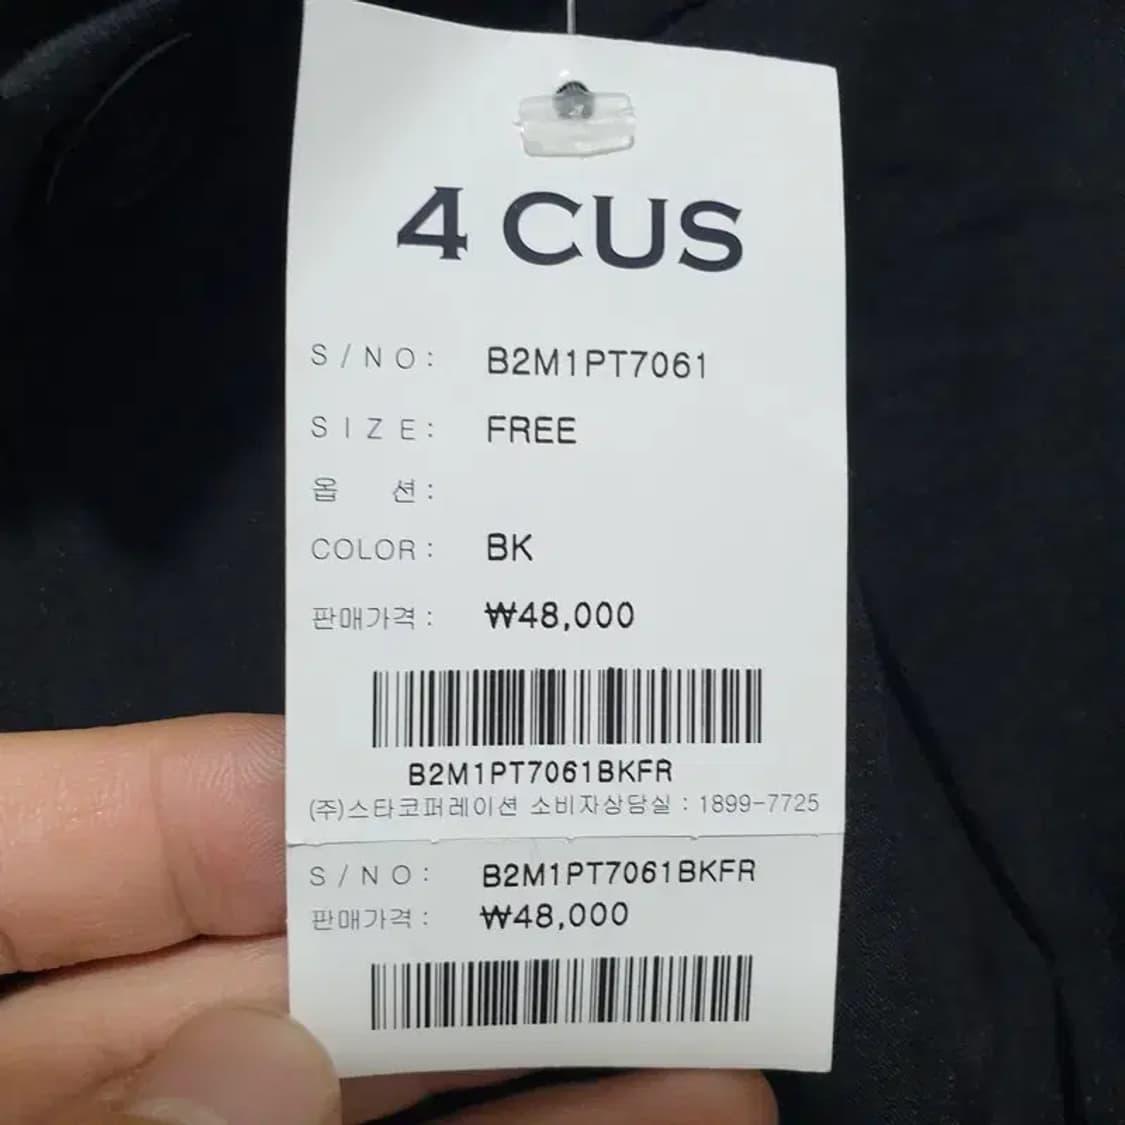 4 CUS
S/NO: B2M1PT7061
SIZE: FREE
옵 션:
COLOR: BK
판매가격: ₩48,000
B2M1PT7061BKFR
(주)스타코퍼레이션 소비자상담실 : 1899-7725
S/NO: B2M1PT7061BKFR
판매가격: ₩48,000